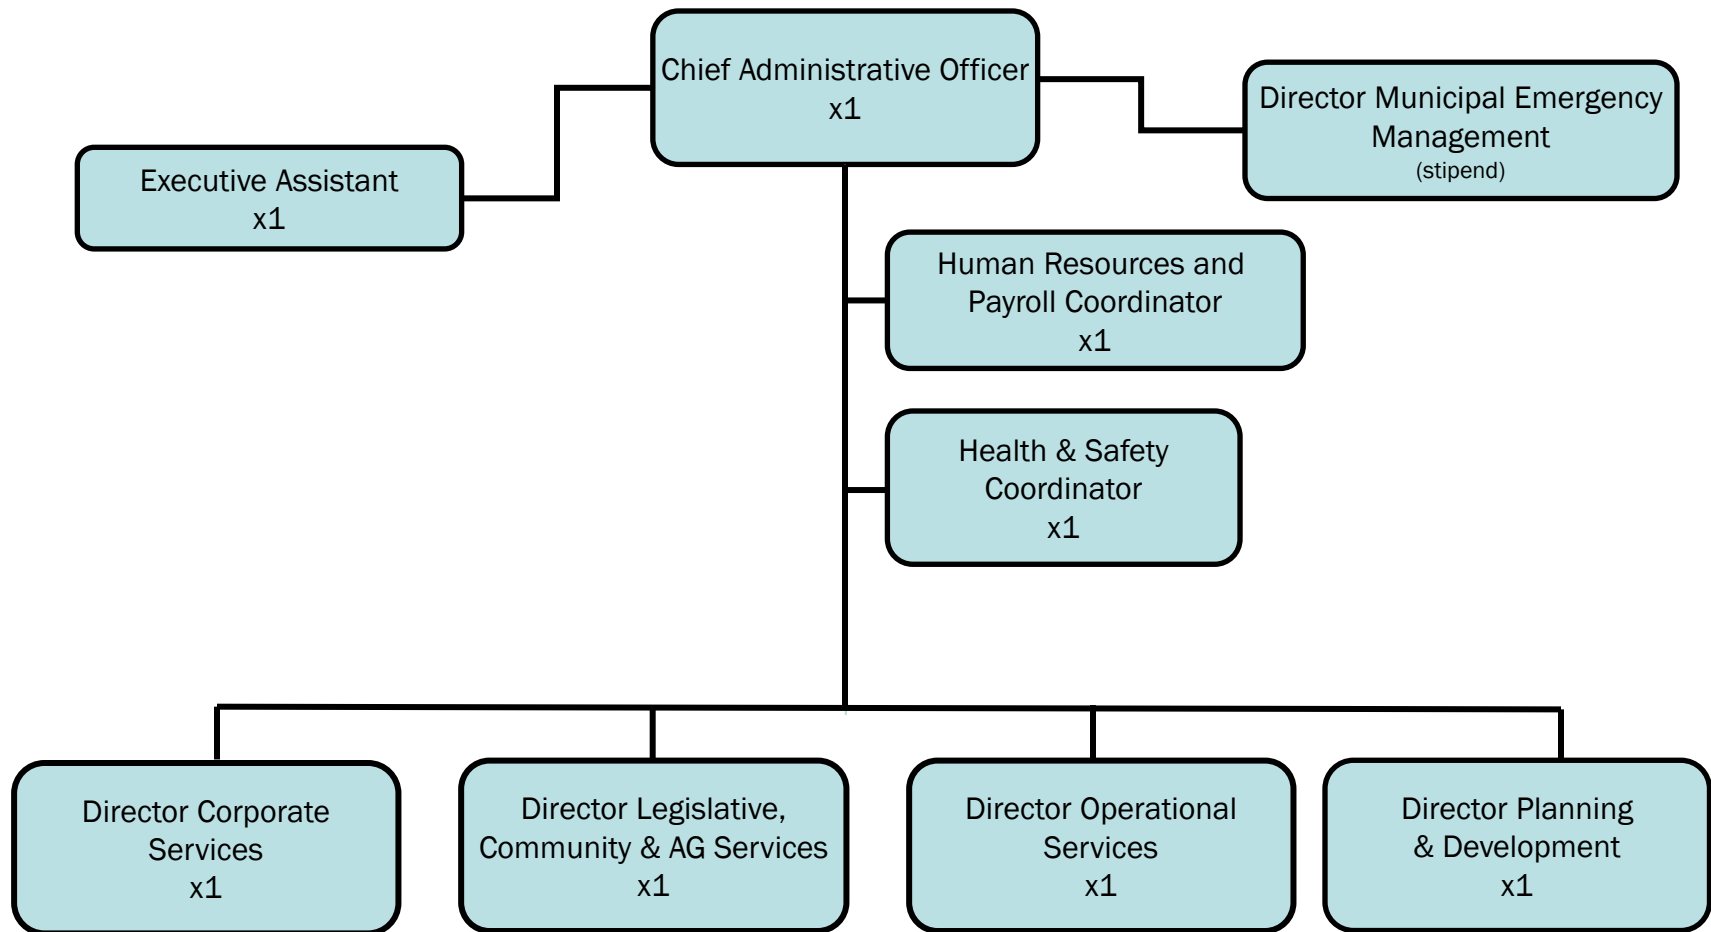 Chief Administrative Officer
x1
Director Municipal Emergency
Management
(stipend)
Executive Assistant
x1
Human Resources and
Payroll Coordinator
x1
Health & Safety
Coordinator
x1
Director Corporate
Services
x1
Director Legislative,
Community & AG Services
x1
Director Operational
Services
x1
Director Planning
& Development
x1